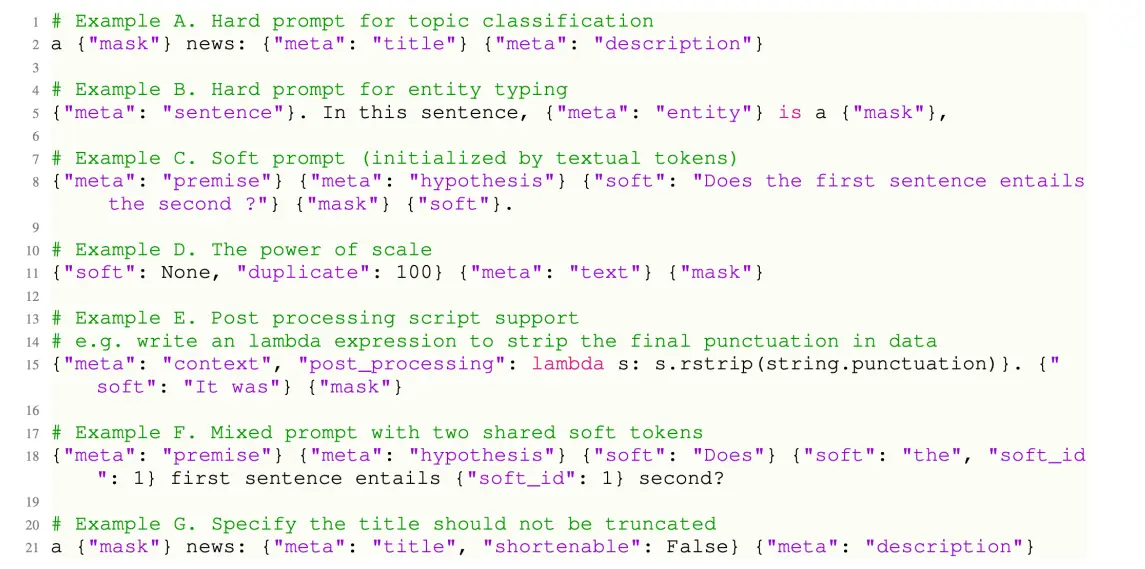 1 # Example A. Hard prompt for topic classification
2 a {"mask"} news: {"meta": "title"} {"meta": "description"}
3
4 # Example B. Hard prompt for entity typing
5 {"meta": "sentence"}. In this sentence, {"meta": "entity"} is a {"mask"},
6
7 # Example C. Soft prompt (initialized by textual tokens)
8 {"meta": "premise"} {"meta": "hypothesis"} {"soft": "Does the first sentence entails
the second ?"} {"mask"} {"soft"}.
9
10 # Example D. The power of scale
11 {"soft": None, "duplicate": 100} {"meta": "text"} {"mask"}
12
13 # Example E. Post processing script support
14 # e.g. write an lambda expression to strip the final punctuation in data
15 {"meta": "context", "post_processing": lambda s: s.rstrip(string.punctuation)}. {"
soft": "It was"} {"mask"}
16
17 # Example F. Mixed prompt with two shared soft tokens
18 {"meta": "premise"} {"meta": "hypothesis"} {"soft": "Does"} {"soft": "the", "soft_id
": 1} first sentence entails {"soft_id": 1} second?
19
20 # Example G. Specify the title should not be truncated
21 a {"mask"} news: {"meta": "title", "shortenable": False} {"meta": "description"}